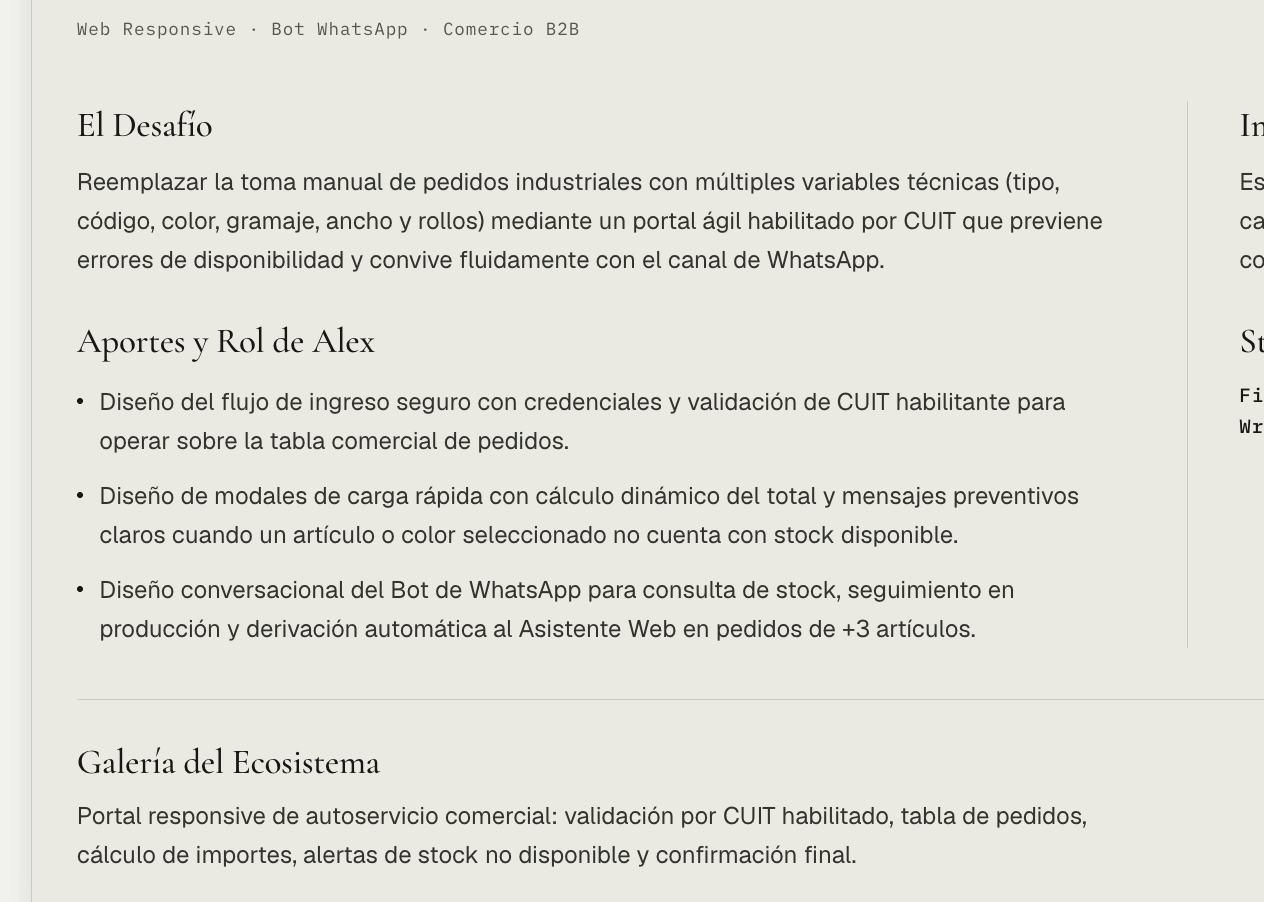 Web Responsive · Bot WhatsApp · Comercio B2B
El Desafío
Reemplazar la toma manual de pedidos industriales con múltiples variables técnicas (tipo,
código, color, gramaje, ancho y rollos) mediante un portal ágil habilitado por CUIT que previene
errores de disponibilidad y convive fluidamente con el canal de WhatsApp.
Aportes y Rol de Alex
• Diseño del flujo de ingreso seguro con credenciales y validación de CUIT habilitante para
operar sobre la tabla comercial de pedidos.
• Diseño de modales de carga rápida con cálculo dinámico del total y mensajes preventivos
claros cuando un artículo o color seleccionado no cuenta con stock disponible.
• Diseño conversacional del Bot de WhatsApp para consulta de stock, seguimiento en
producción y derivación automática al Asistente Web en pedidos de +3 artículos.
Galería del Ecosistema
Portal responsive de autoservicio comercial: validación por CUIT habilitado, tabla de pedidos,
cálculo de importes, alertas de stock no disponible y confirmación final.